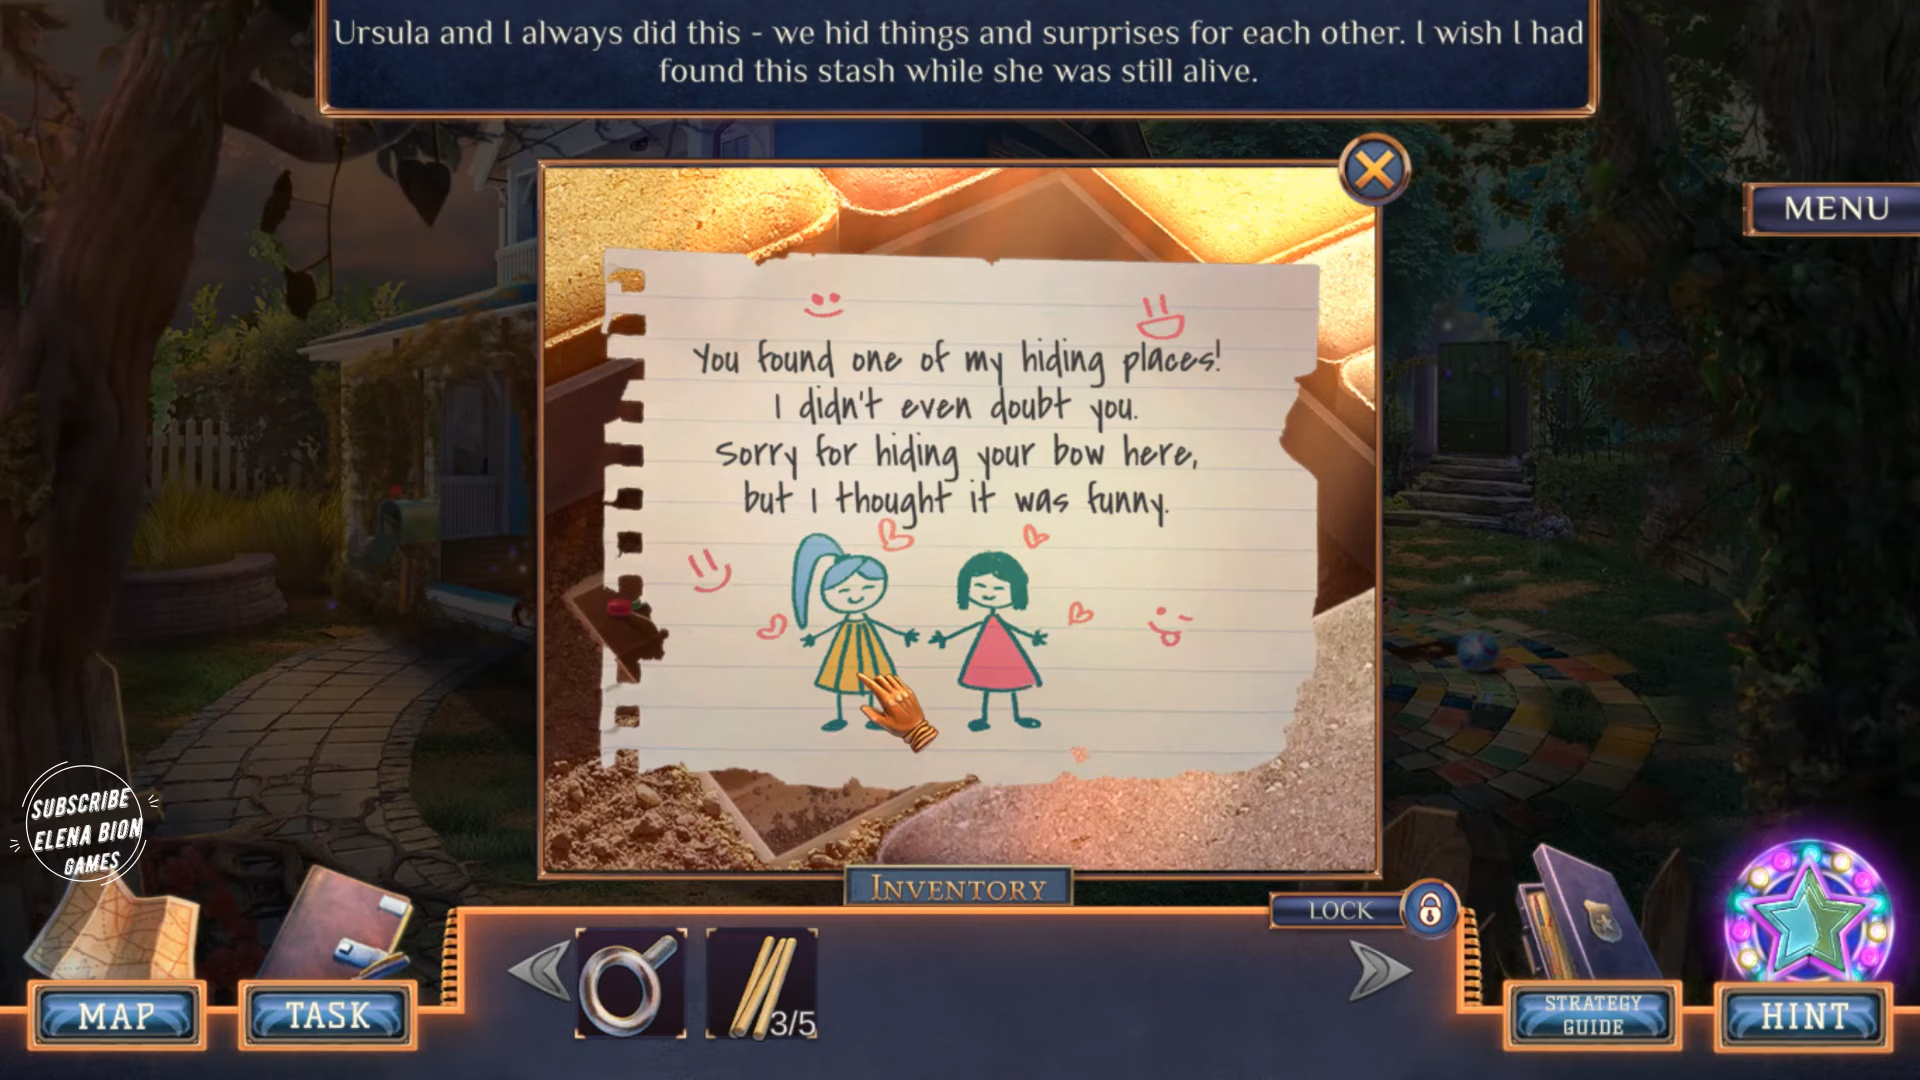 Ursula and I always did this - we hid things and surprises for each other. I wish I had
found this stash while she was still alive.
MENU
You found one of my hiding places!
I didn't even doubt you.
Sorry for hiding your bow here,
but I thought it was funny.
SUBSCRIBE
ELENA BION
GAMES
INVENTORY
LOCK
3/5
MAP
TASK
STRATEGY
GUIDE
HINT